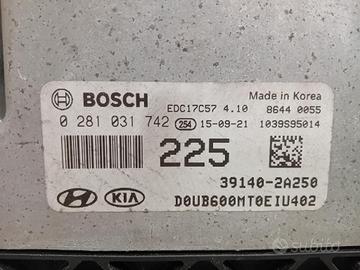 BOSCH
EDC17C57 4.10
Made in Korea
8644 0055
0 281 031 742
254
15-09-21
1039S95014
225
39140-2A250
D0UB600MT0EIU402
KIA
subito